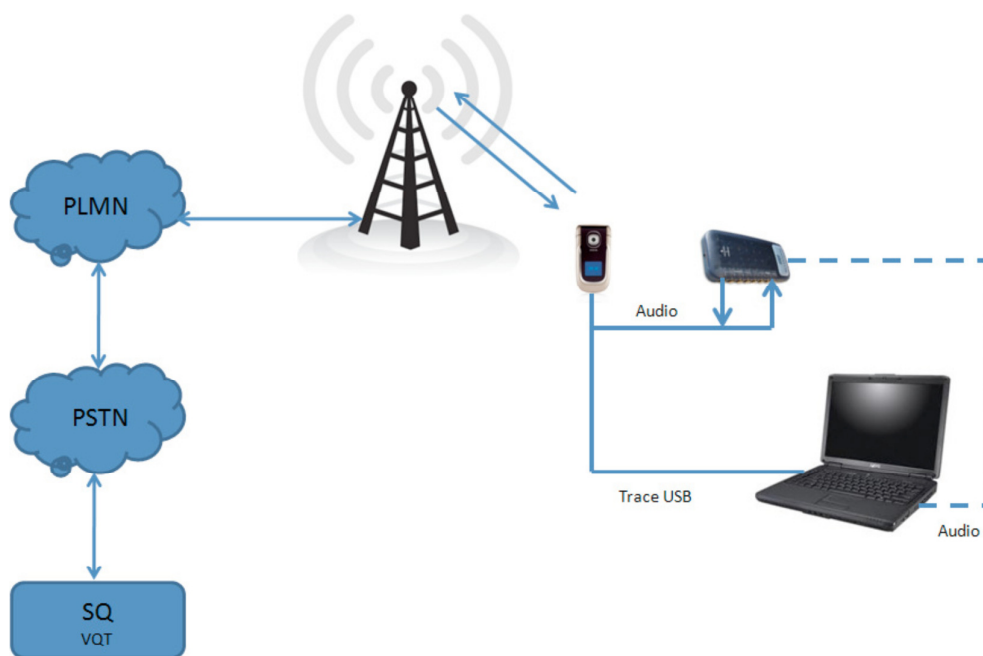 PLMN
Audio
PSTN
Trace USB
Audio
SQ
VQT